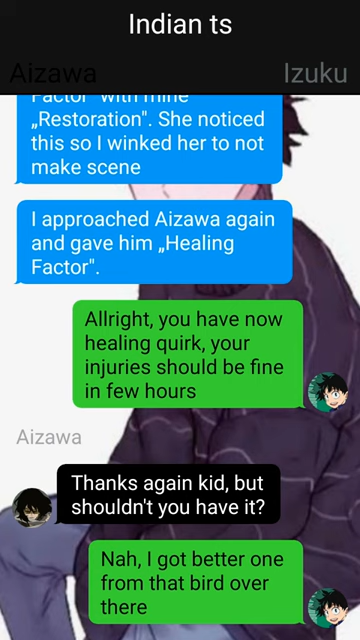 Indian ts
Aizawa
Izuku
Factor" with mine
„Restoration". She noticed
this so I winked her to not
make scene
I approached Aizawa again
and gave him „Healing
Factor".
Allright, you have now
healing quirk, your
injuries should be fine
in few hours
Aizawa
Thanks again kid, but
shouldn't you have it?
Nah, I got better one
from that bird over
there